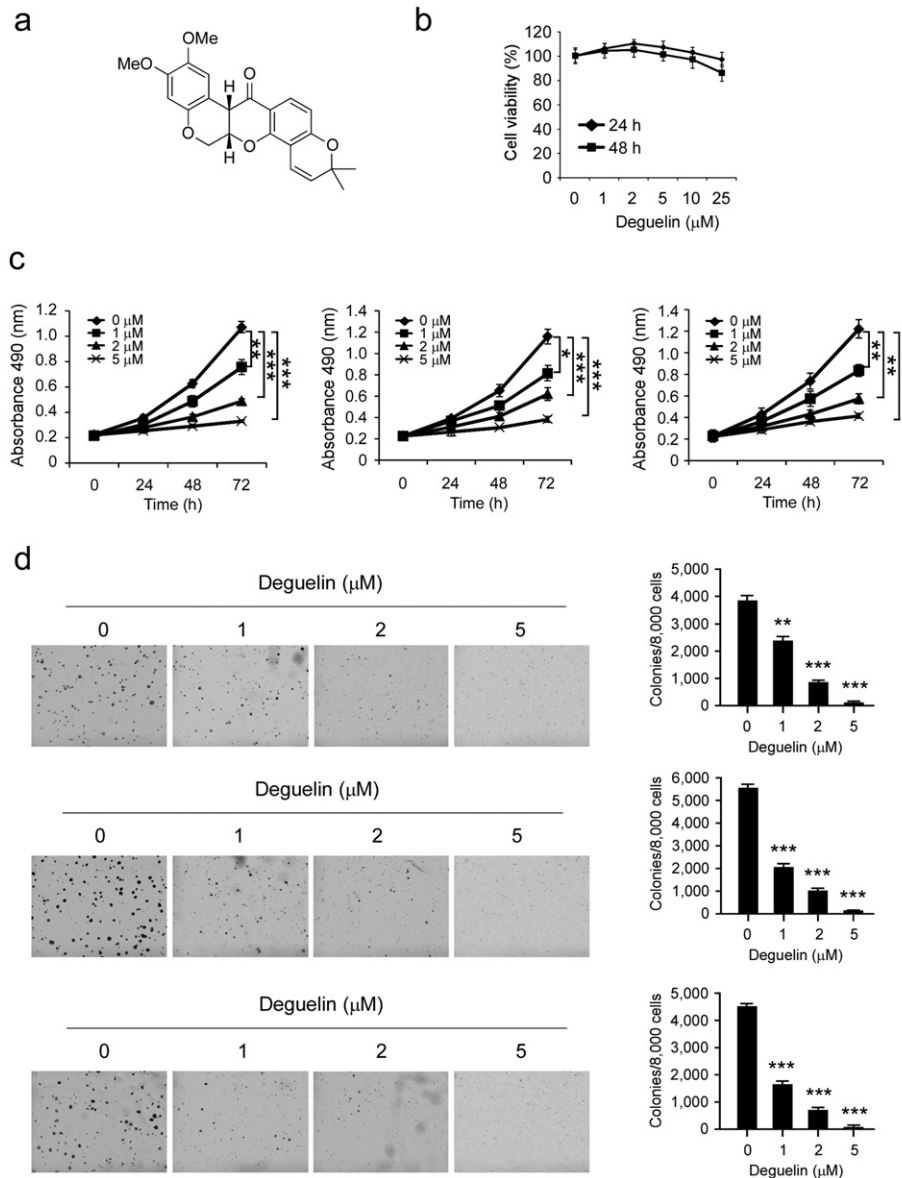 a
OMe
MeO
H
O
O
H
O
O
b
Cell viability (%)
120
100
80
60
40
20
0
24 h
48 h
0 1 2 5 10 25
Deguelin (μM)
c
Absorbance 490 (nm)
1.2
1.0
0.8
0.6
0.4
0.2
0 μM
1 μM
2 μM
5 μM
**
***
***
0 24 48 72
Time (h)
Absorbance 490 (nm)
1.4
1.2
1.0
0.8
0.6
0.4
0.2
0
0 μM
1 μM
2 μM
5 μM
*
***
***
0 24 48 72
Time (h)
Absorbance 490 (nm)
1.4
1.2
1.0
0.8
0.6
0.4
0.2
0
0 μM
1 μM
2 μM
5 μM
**
**
0 24 48 72
Time (h)
d
Deguelin (μM)
0 1 2 5
Colonies/8,000 cells
5,000
4,000
3,000
2,000
1,000
0
**
***
***
0 1 2 5
Deguelin (μM)
Deguelin (μM)
0 1 2 5
Colonies/8,000 cells
6,000
5,000
4,000
3,000
2,000
1,000
0
***
***
***
0 1 2 5
Deguelin (μM)
Deguelin (μM)
0 1 2 5
Colonies/8,000 cells
5,000
4,000
3,000
2,000
1,000
0
***
***
***
0 1 2 5
Deguelin (μM)